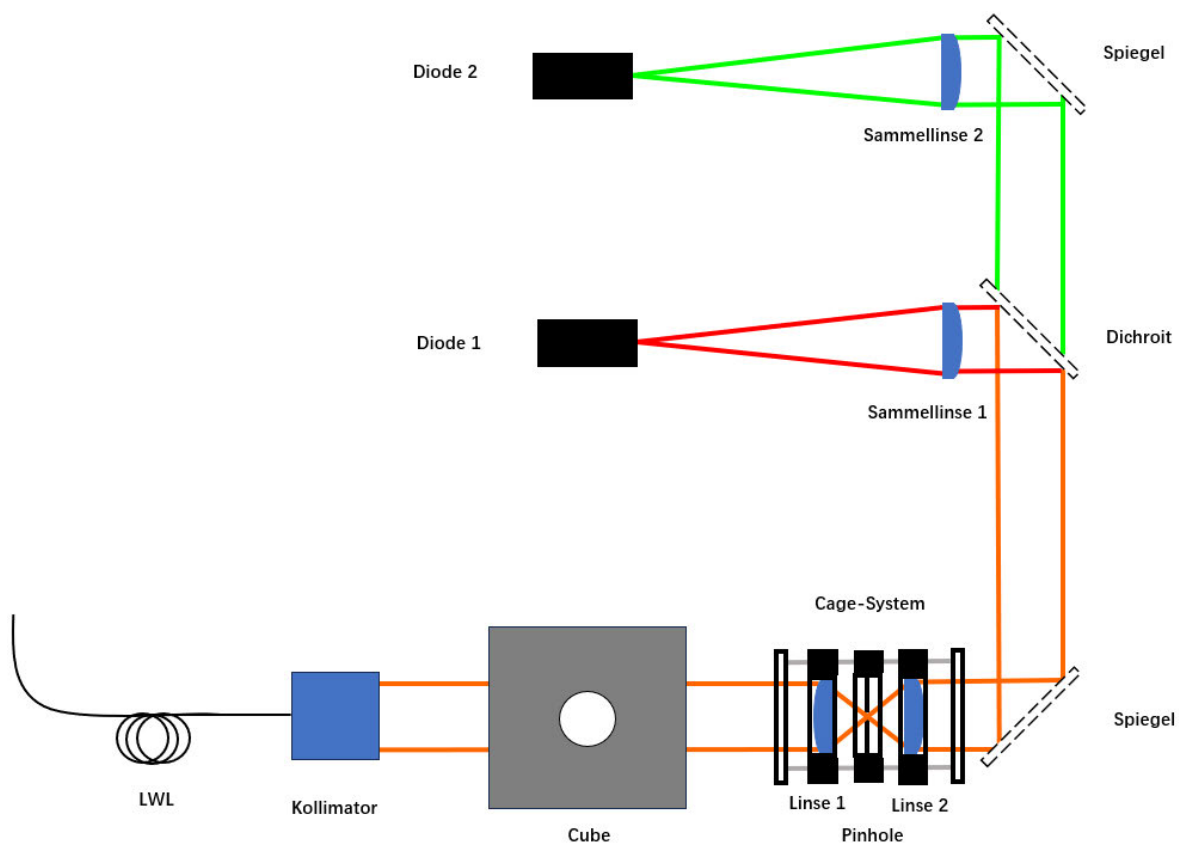 Spiegel
Diode 2
Sammellinse 2
Diode 1
Dichroit
Sammellinse 1
Cage-System
Spiegel
LWL
Kollimator
Linse 1
Linse 2
Cube
Pinhole